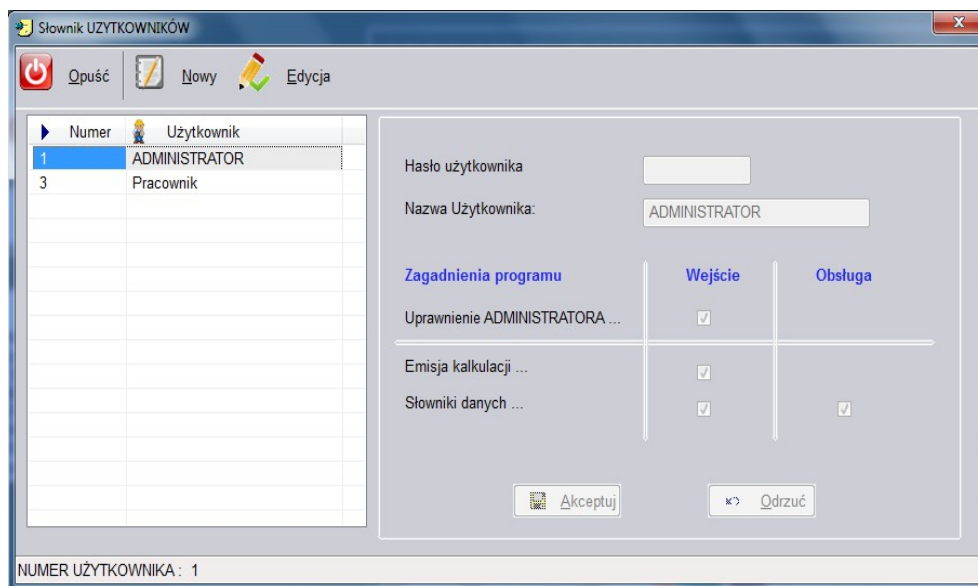 Słownik UZYTKOWNIKÓW
x
Opuść Nowy Edycja
Numer Użytkownik
1 ADMINISTRATOR
3 Pracownik
Hasło użytkownika
Nazwa Użytkownika: ADMINISTRATOR
Zagadnienia programu Wejście Obsługa
Uprawnienie ADMINISTRATORA ...
Emisja kalkulacji ...
Słowniki danych ...
Akceptuj Odrzuć
NUMER UŻYTKOWNIKA : 1